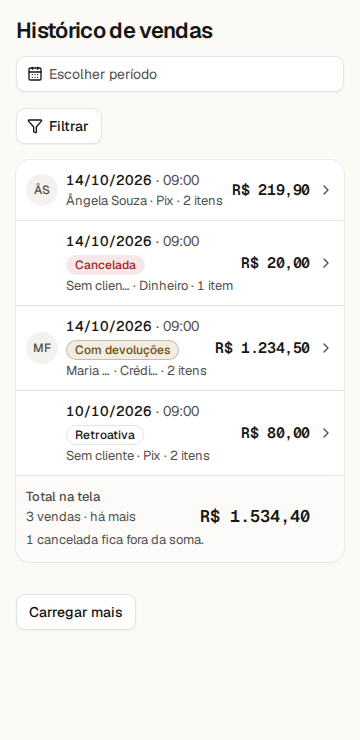 Histórico de vendas
Escolher período
Filtrar
ÂS
14/10/2026 · 09:00
R$ 219,90
Ângela Souza · Pix · 2 itens
14/10/2026 · 09:00
Cancelada
R$ 20,00
Sem clien… · Dinheiro · 1 item
14/10/2026 · 09:00
MF
Com devoluções
R$ 1.234,50
Maria … · Crédi… · 2 itens
10/10/2026 · 09:00
Retroativa
R$ 80,00
Sem cliente · Pix · 2 itens
Total na tela
3 vendas · há mais
R$ 1.534,40
1 cancelada fica fora da soma.
Carregar mais